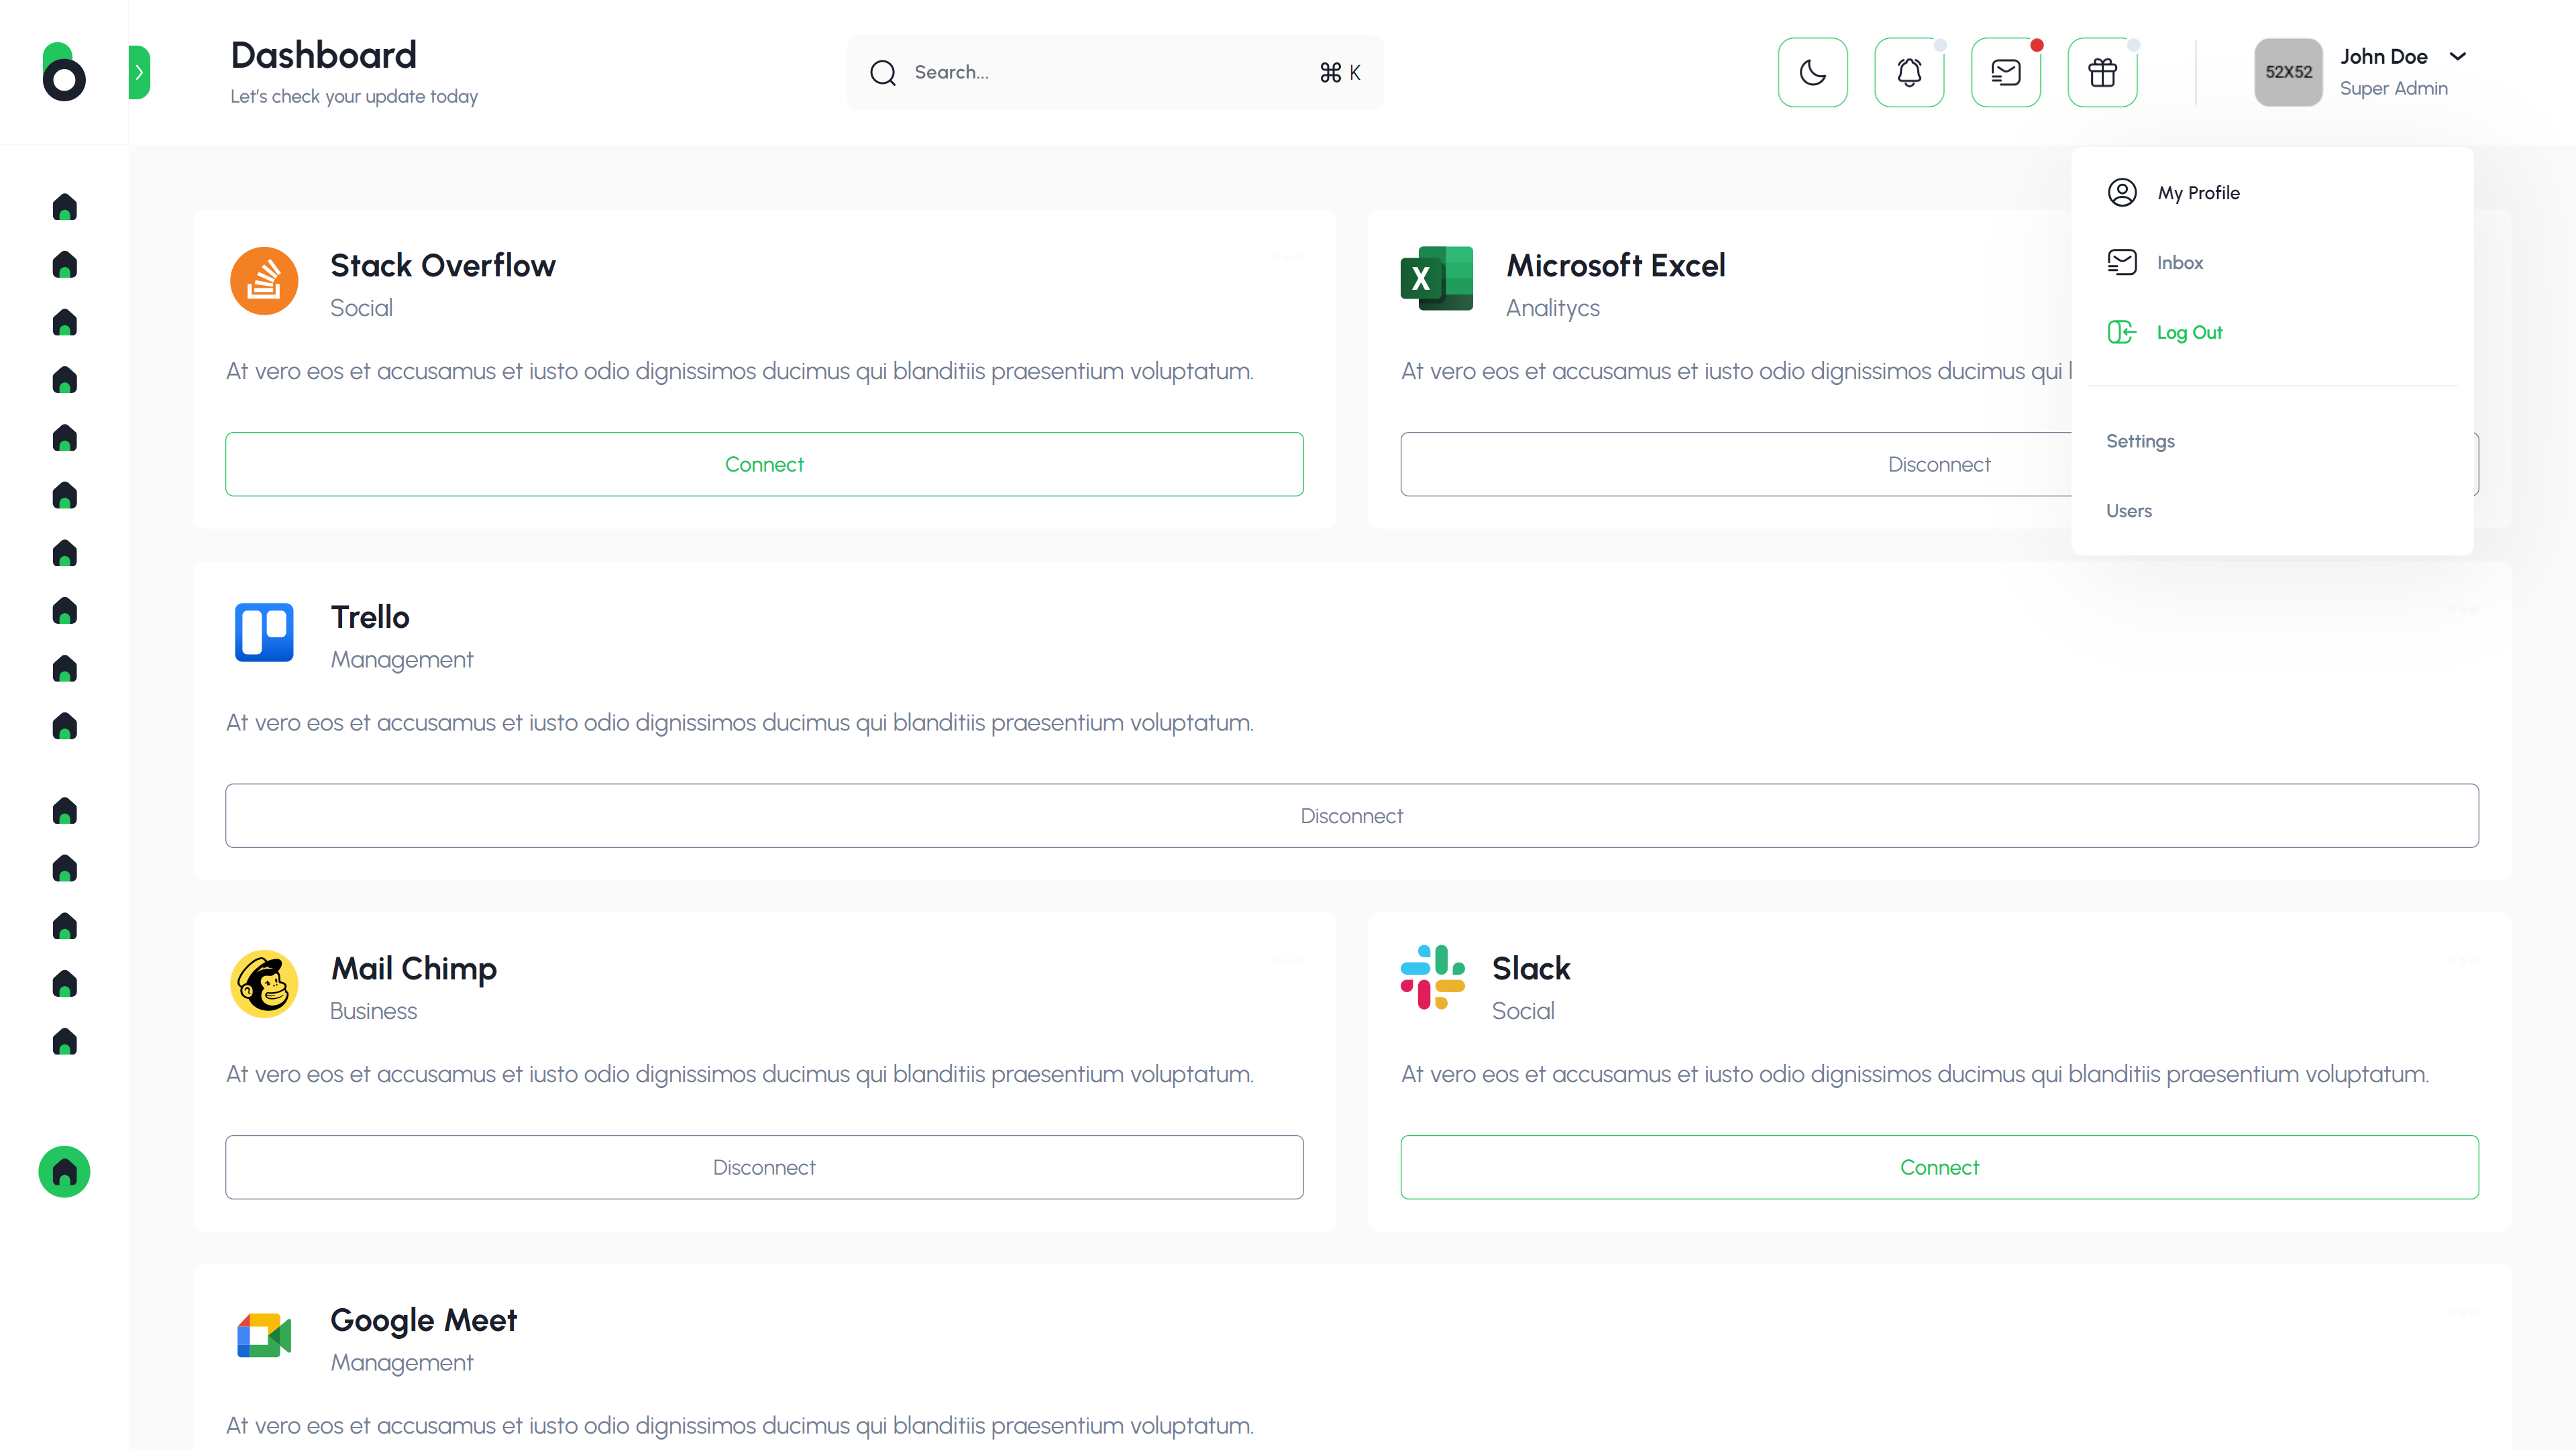 Dashboard
Let's check your update today
Search...
⌘ K
52X52
John Doe
Super Admin
My Profile
Inbox
Log Out
Settings
Users
Stack Overflow
Social
At vero eos et accusamus et iusto odio dignissimos ducimus qui blanditiis praesentium voluptatum.
Connect
Microsoft Excel
Analitycs
At vero eos et accusamus et iusto odio dignissimos ducimus qui
Disconnect
Trello
Management
At vero eos et accusamus et iusto odio dignissimos ducimus qui blanditiis praesentium voluptatum.
Disconnect
Mail Chimp
Business
At vero eos et accusamus et iusto odio dignissimos ducimus qui blanditiis praesentium voluptatum.
Disconnect
Slack
Social
At vero eos et accusamus et iusto odio dignissimos ducimus qui blanditiis praesentium voluptatum.
Connect
Google Meet
Management
At vero eos et accusamus et iusto odio dignissimos ducimus qui blanditiis praesentium voluptatum.